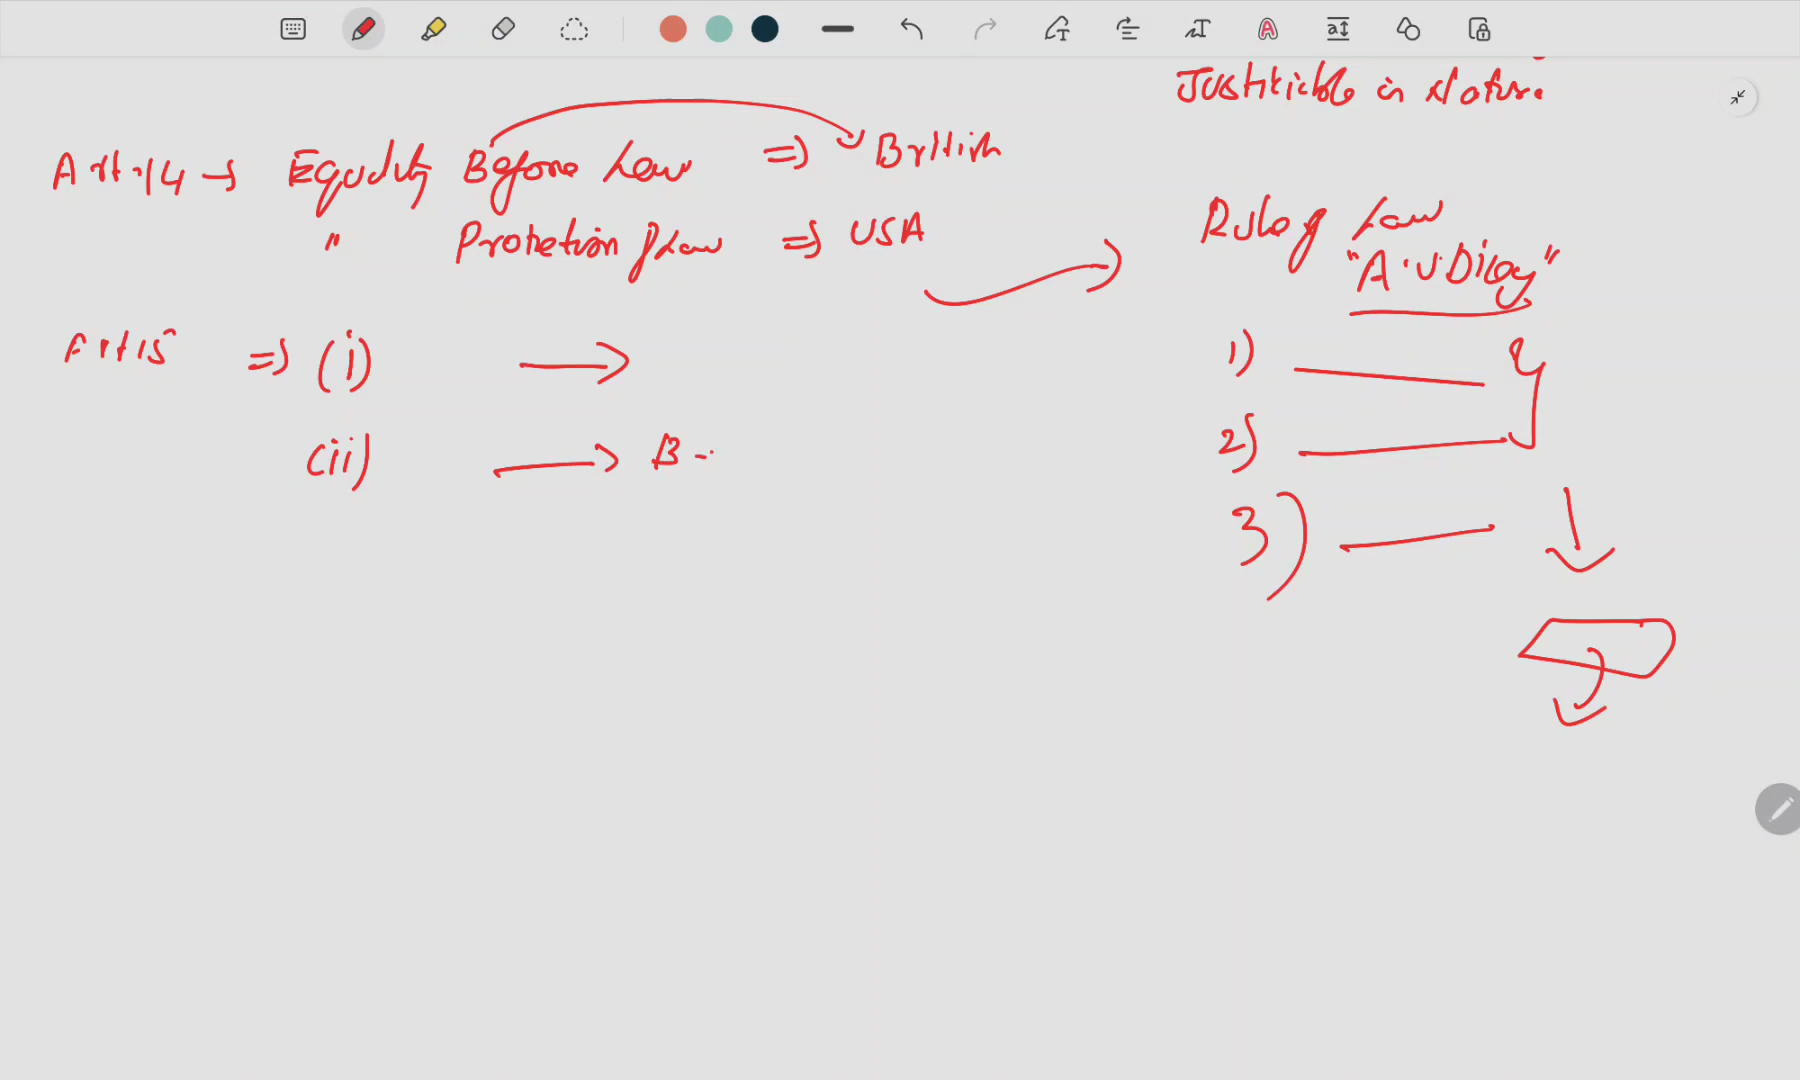 Justiciable in Nature.
Art.14 → Equality Before Law ⇒ British
" Protection of Law ⇒ USA
Rule of Law
"A.V Dicey"
Art 15 ⇒ (i) →
(ii) → B -
1)
2)
3)